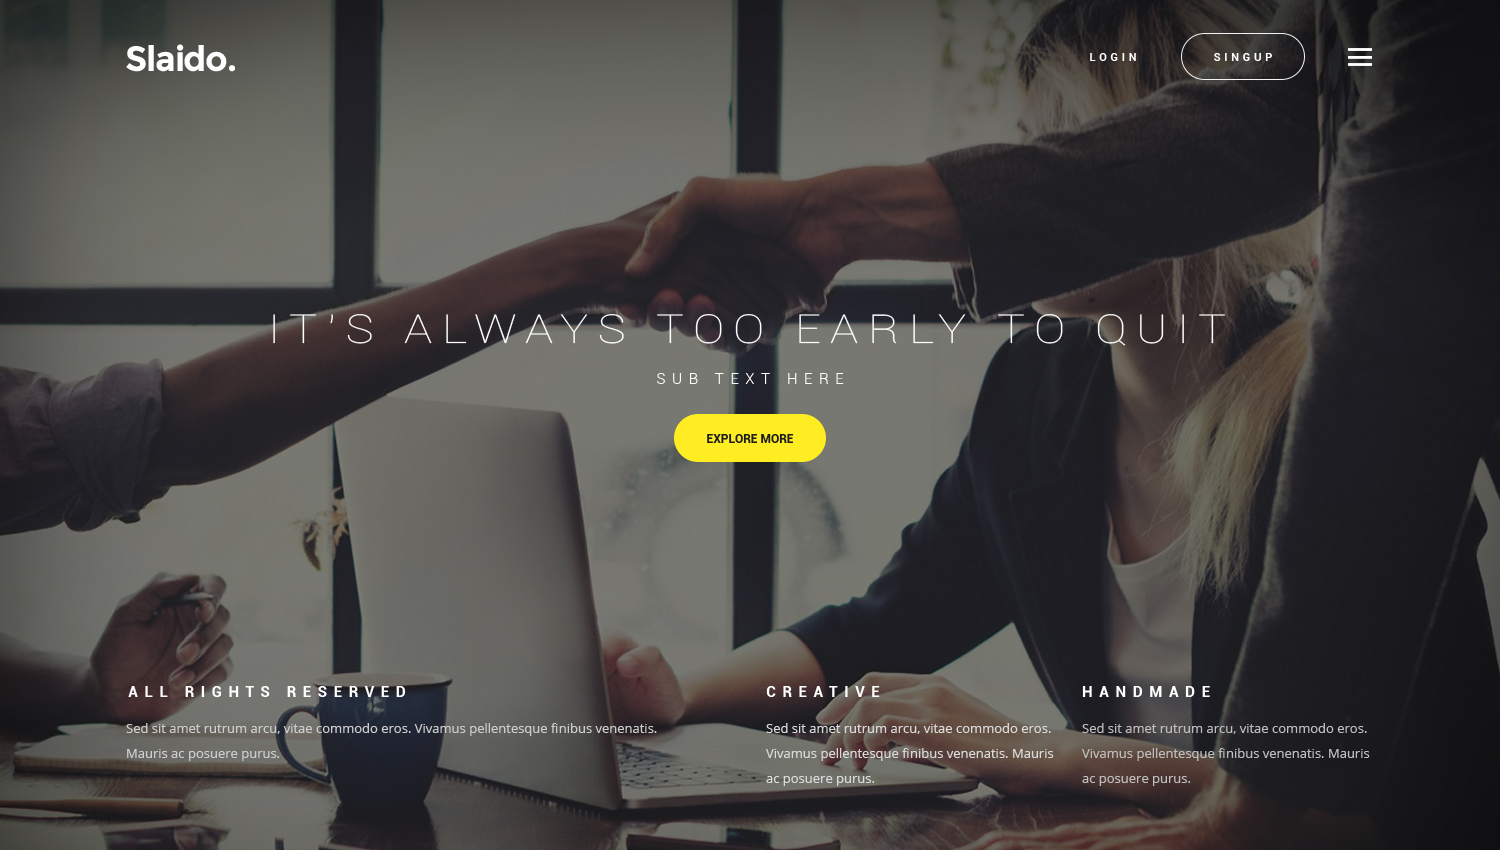 Slaido.
LOGIN
SINGUP
IT'S ALWAYS TOO EARLY TO QUIT
SUB TEXT HERE
EXPLORE MORE
ALL RIGHTS RESERVED
Sed sit amet rutrum arcu, vitae commodo eros. Vivamus pellentesque finibus venenatis.
Mauris ac posuere purus.
CREATIVE
Sed sit amet rutrum arcu, vitae commodo eros.
Vivamus pellentesque finibus venenatis. Mauris
ac posuere purus.
HANDMADE
Sed sit amet rutrum arcu, vitae commodo eros.
Vivamus pellentesque finibus venenatis. Mauris
ac posuere purus.